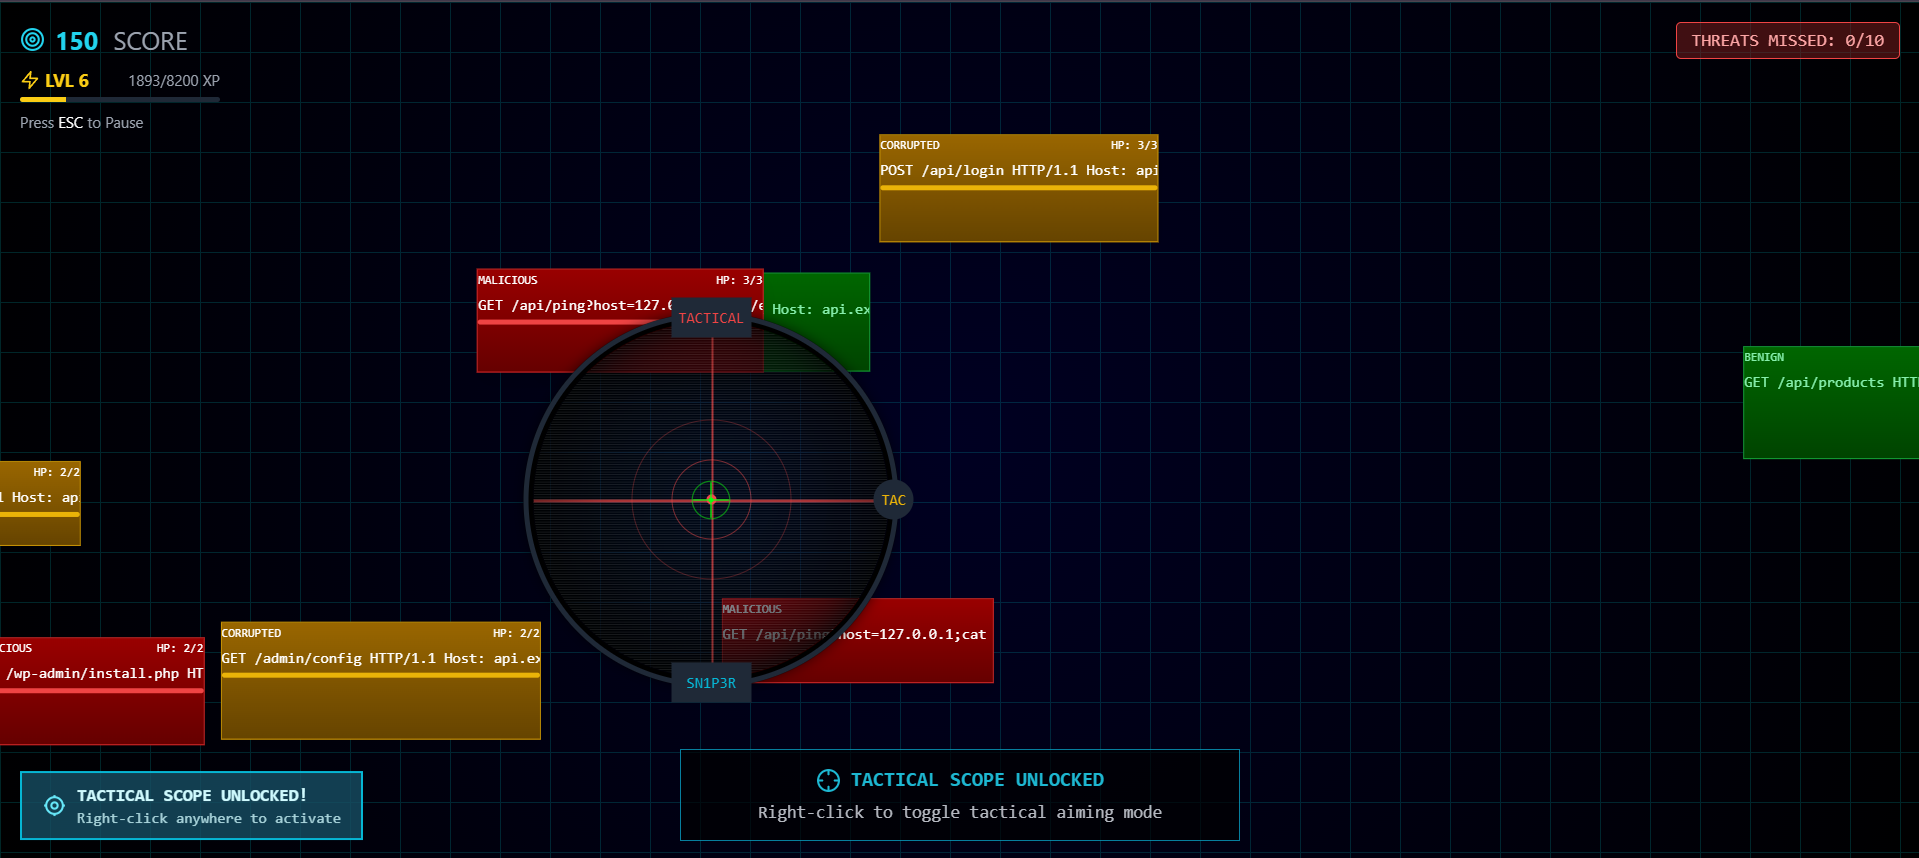 150 SCORE
LVL 6 1893/8200 XP
Press ESC to Pause
THREATS MISSED: 0/10
CORRUPTED HP: 3/3
POST /api/login HTTP/1.1 Host: api
MALICIOUS HP: 3/3
GET /api/ping?host=127. /e
Host: api.ex
TACTICAL
BENIGN
GET /api/products HTT
HP: 2/2
Host: ap
TAC
MALICIOUS
GET /api/ping host=127.0.0.1;cat
CIOUS HP: 2/2
/wp-admin/install.php HT
CORRUPTED HP: 2/2
GET /admin/config HTTP/1.1 Host: api.ex
SN1P3R
TACTICAL SCOPE UNLOCKED!
Right-click anywhere to activate
TACTICAL SCOPE UNLOCKED
Right-click to toggle tactical aiming mode